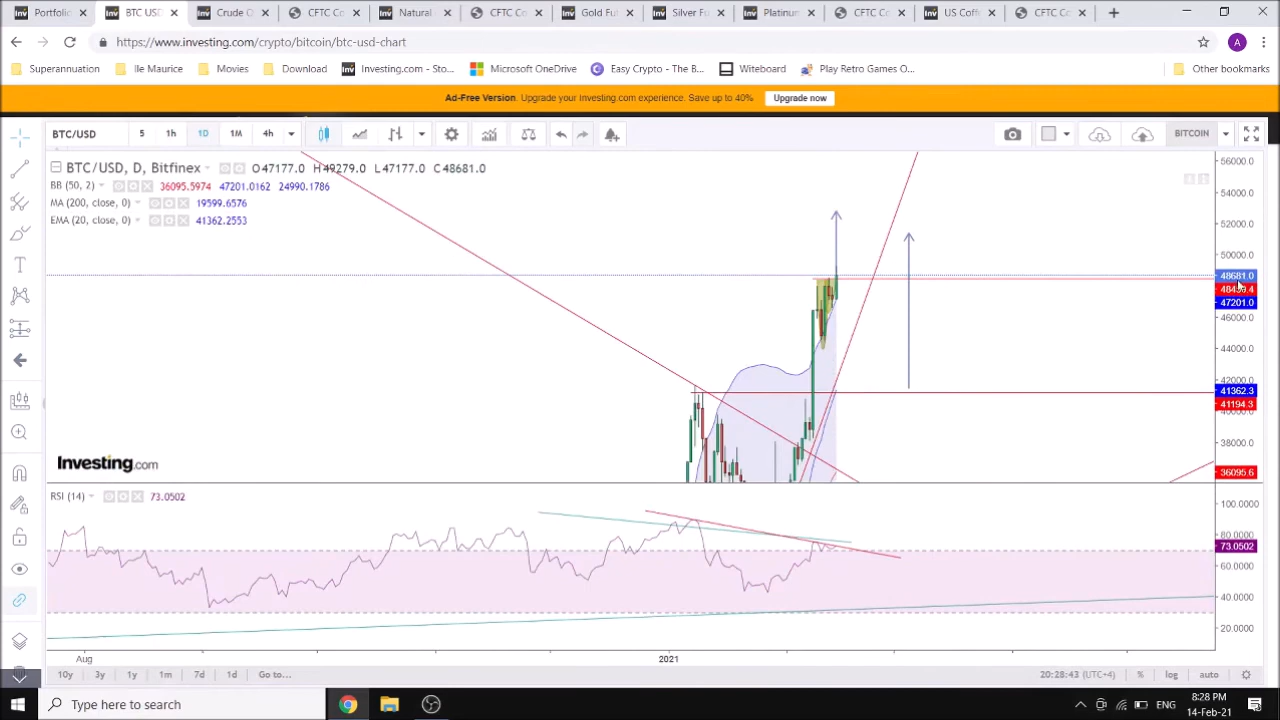 Portfolio
BTC USD
Crude O
CFTC Co
Natural
CFTC Co
Gold Fut
Silver Fu
Platinum
CFTC Co
US Coff
CFTC Co
https://www.investing.com/crypto/bitcoin/btc-usd-chart
A
Superannuation
Ile Maurice
Movies
Download
Investing.com - Sto...
Microsoft OneDrive
Easy Crypto - The B...
Witeboard
Play Retro Games O...
Other bookmarks
Ad-Free Version. Upgrade your Investing.com experience. Save up to 40%
Upgrade now
BTC/USD
5
1h
1D
1M
4h
BITCOIN
BTC/USD, D, Bitfinex
O47177.0 H49279.0 L47177.0 C48681.0
BB (50, 2)
36095.5974 47201.0162 24990.1786
MA (200, close, 0)
19599.6576
EMA (20, close, 0)
41362.2553
56000.0
54000.0
52000.0
50000.0
48681.0
47201.0
46000.0
44000.0
42000.0
41362.3
41194.3
40000.0
38000.0
36095.6
Investing.com
RSI (14)
73.0502
100.0000
80.0000
73.0502
60.0000
40.0000
20.0000
Aug
2021
10y
3y
1y
1m
7d
1d
Go to...
20:28:43 (UTC+4)
%
log
auto
Type here to search
ENG
8:28 PM
14-Feb-21